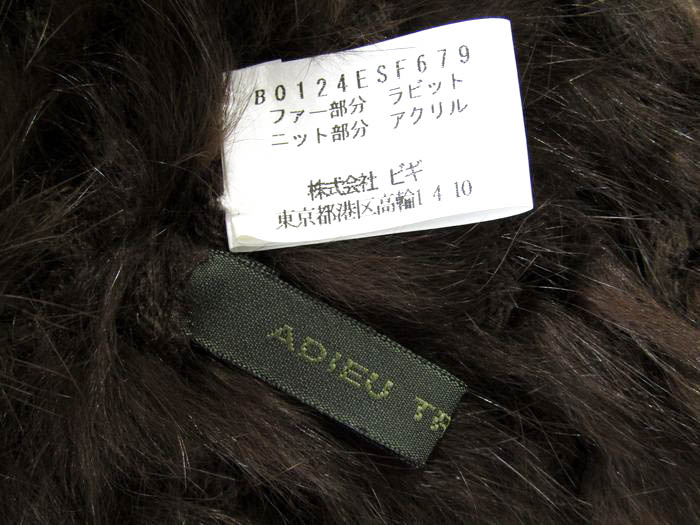 B0124ESF679
ファー部分 ラビット
ニット部分 アクリル
株式会社 ビギ
東京都港区高輪1 4 10
ADIEU TR